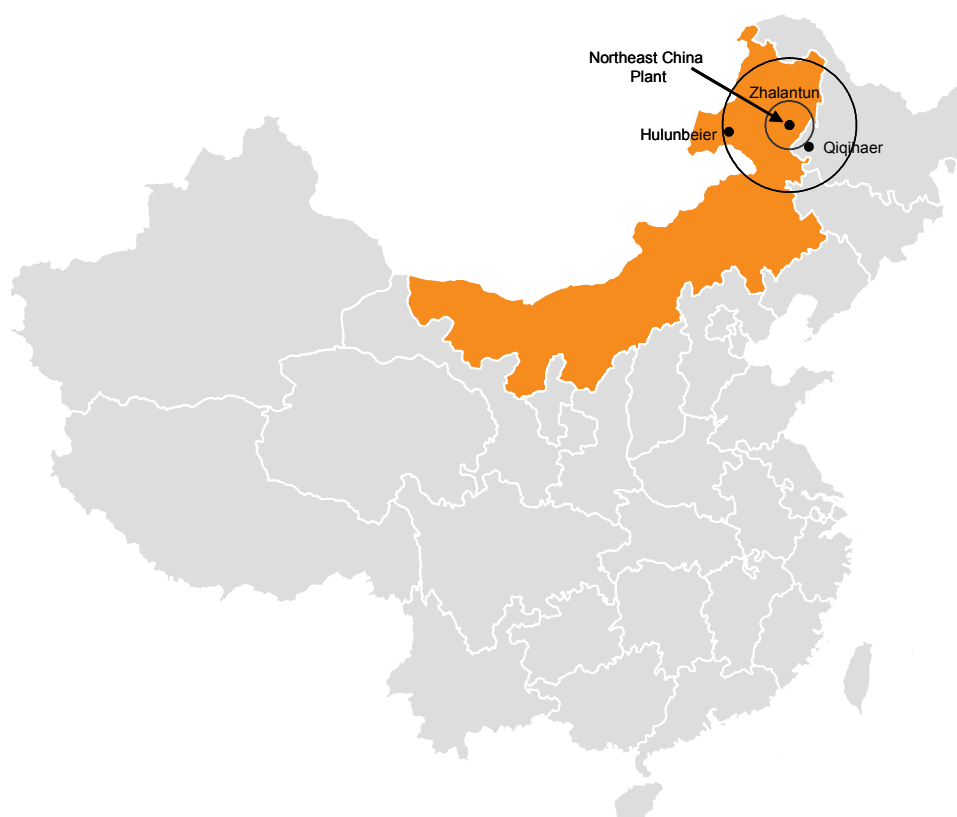 Northeast China
Plant
Zhalantun
Hulunbeier
Qiqihaer